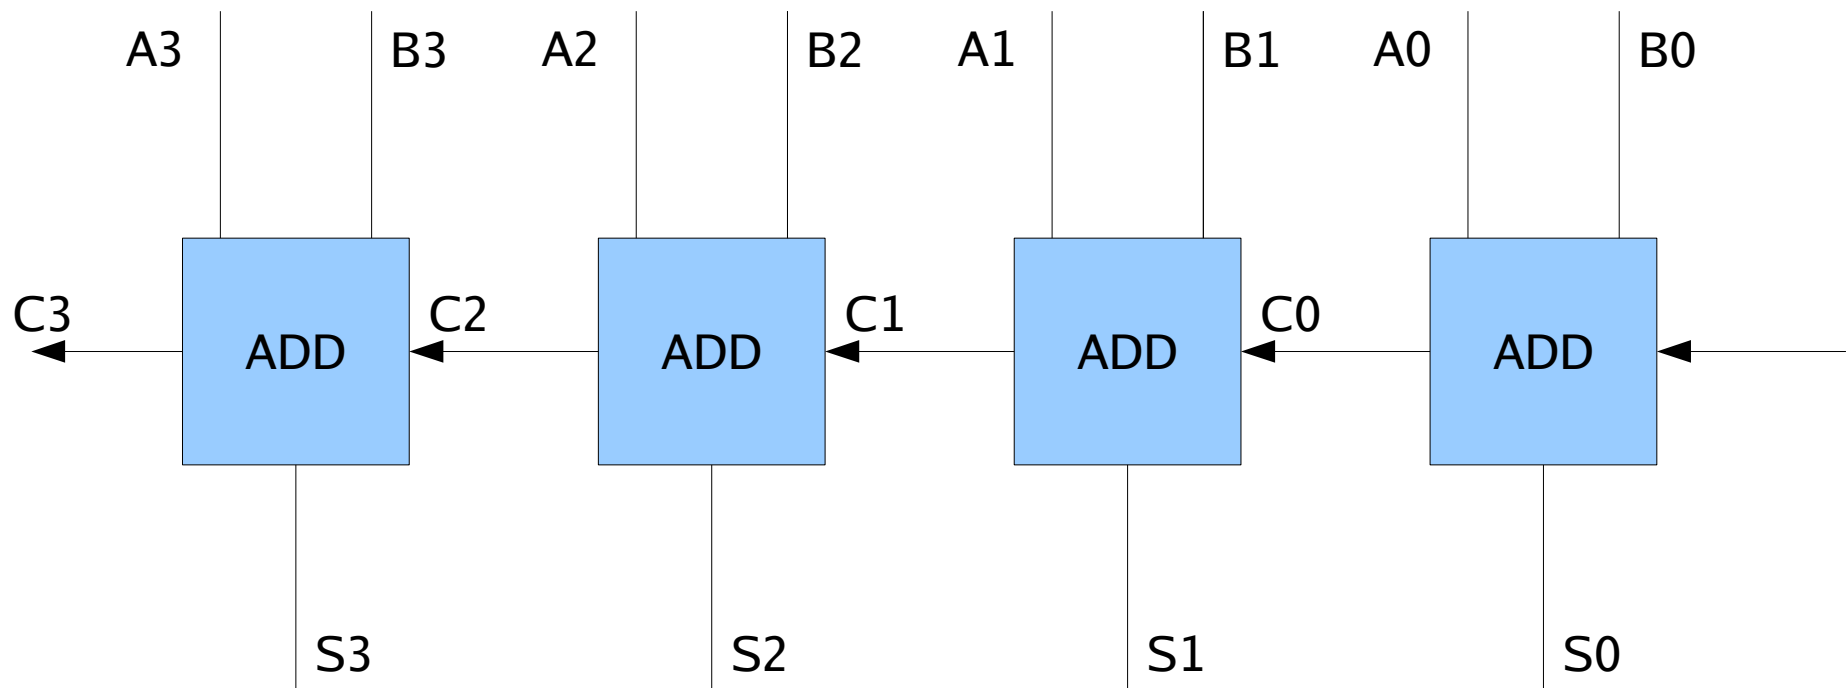 A3 B3 A2 B2 A1 B1 A0 B0
C3 C2 C1 C0
ADD ADD ADD ADD
S3 S2 S1 S0